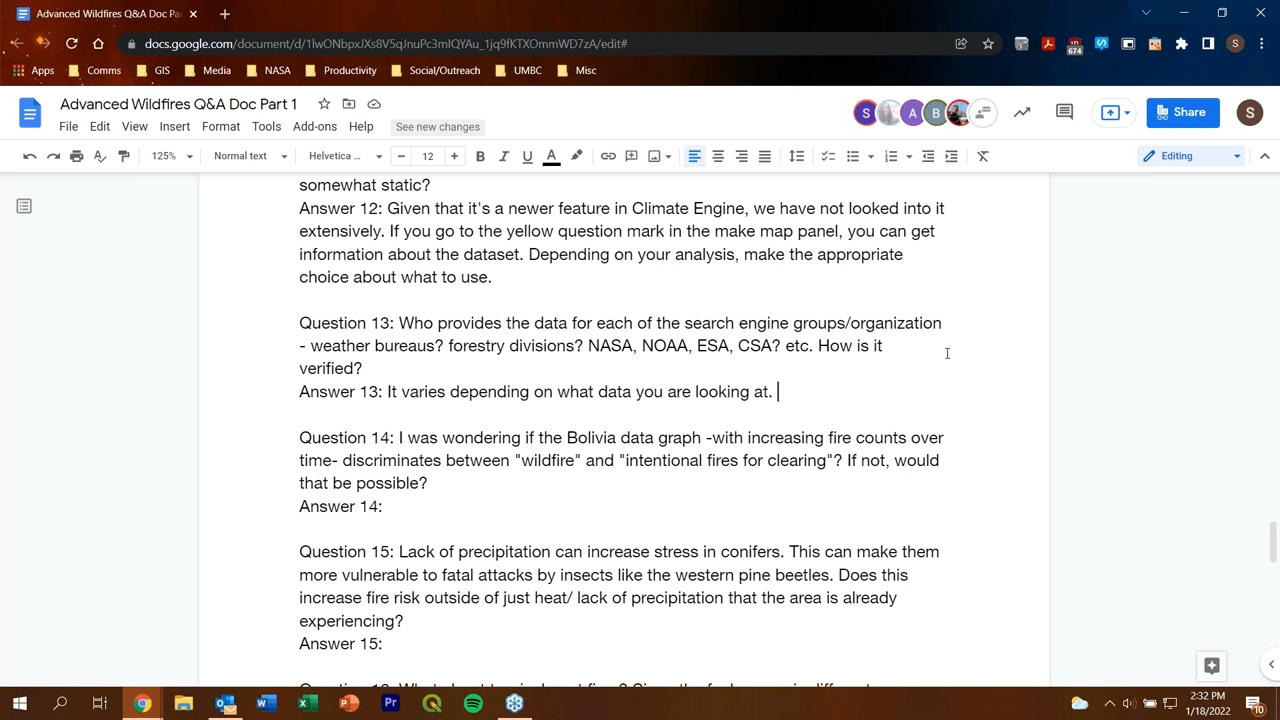 Advanced Wildfires Q&A Doc Part
docs.google.com/document/d/1lwONbpxJXs8V5qJnuPc3mIQYAu_1jq9fKTXOmmWD7zA/edit#
674
S
Apps
Comms
GIS
Media
NASA
Productivity
Social/Outreach
UMBC
Misc
Advanced Wildfires Q&A Doc Part 1
S
A
B
Share
S
File
Edit
View
Insert
Format
Tools
Add-ons
Help
See new changes
125%
Normal text
Helvetica ...
12
B
I
U
A
Editing
somewhat static?
Answer 12: Given that it's a newer feature in Climate Engine, we have not looked into it
extensively. If you go to the yellow question mark in the make map panel, you can get
information about the dataset. Depending on your analysis, make the appropriate
choice about what to use.
Question 13: Who provides the data for each of the search engine groups/organization
- weather bureaus? forestry divisions? NASA, NOAA, ESA, CSA? etc. How is it
verified?
Answer 13: It varies depending on what data you are looking at.
Question 14: I was wondering if the Bolivia data graph -with increasing fire counts over
time- discriminates between "wildfire" and "intentional fires for clearing"? If not, would
that be possible?
Answer 14:
Question 15: Lack of precipitation can increase stress in conifers. This can make them
more vulnerable to fatal attacks by insects like the western pine beetles. Does this
increase fire risk outside of just heat/ lack of precipitation that the area is already
experiencing?
Answer 15:
2:32 PM
1/18/2022
10